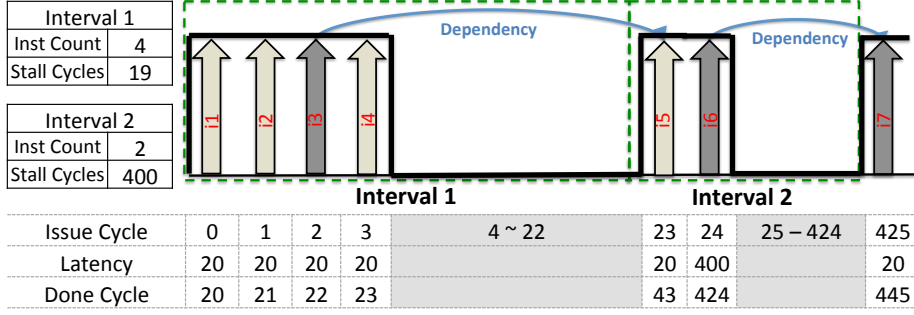 Interval 1
Inst Count 4
Stall Cycles 19
Interval 2
Inst Count 2
Stall Cycles 400
Dependency
Dependency
i1 i2 i3 i4 i5 i6 i7
Interval 1 Interval 2
Issue Cycle 0 1 2 3 4 ~ 22 23 24 25 – 424 425
Latency 20 20 20 20 20 400 20
Done Cycle 20 21 22 23 43 424 445